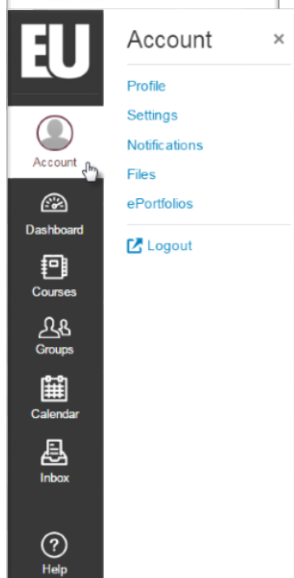 EU
Account
×
Profile
Settings
Notifications
Files
ePortfolios
Logout
Account
Dashboard
Courses
Groups
Calendar
Inbox
?
Help